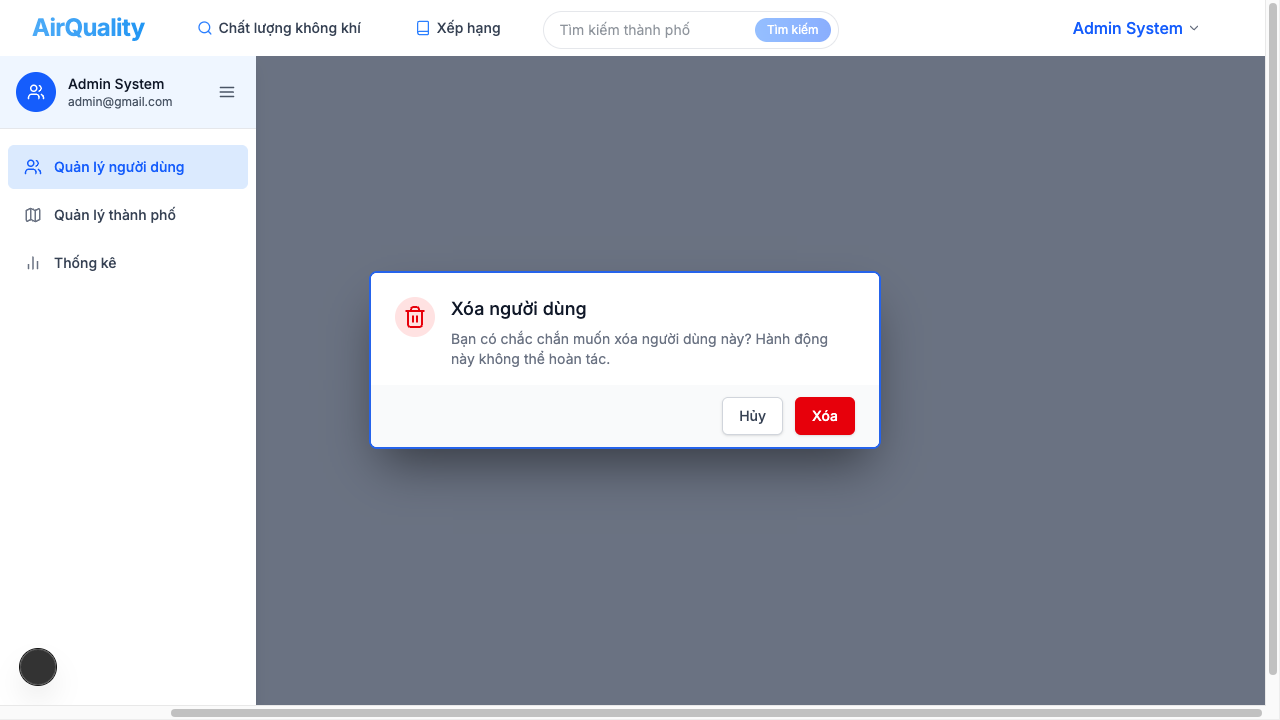 AirQuality
Chất lượng không khí
Xếp hạng
Tìm kiếm thành phố
Tìm kiếm
Admin System
Admin System
admin@gmail.com
Quản lý người dùng
Quản lý thành phố
Thống kê
Xóa người dùng
Bạn có chắc chắn muốn xóa người dùng này? Hành động
này không thể hoàn tác.
Hủy
Xóa